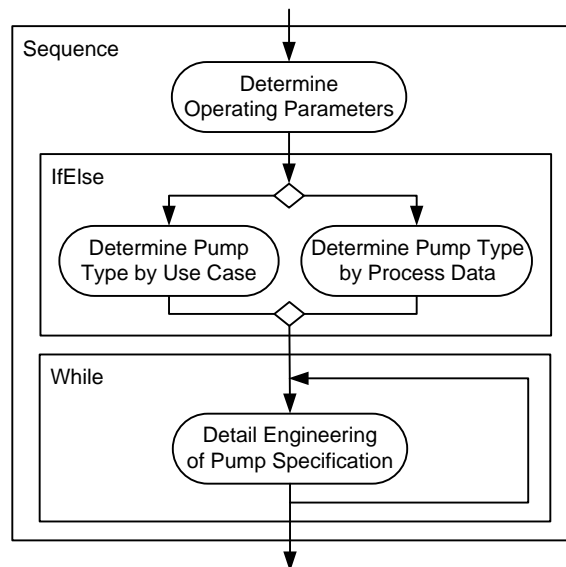 Sequence
Determine
Operating Parameters
IfElse
Determine Pump
Type by Use Case
Determine Pump Type
by Process Data
While
Detail Engineering
of Pump Specification